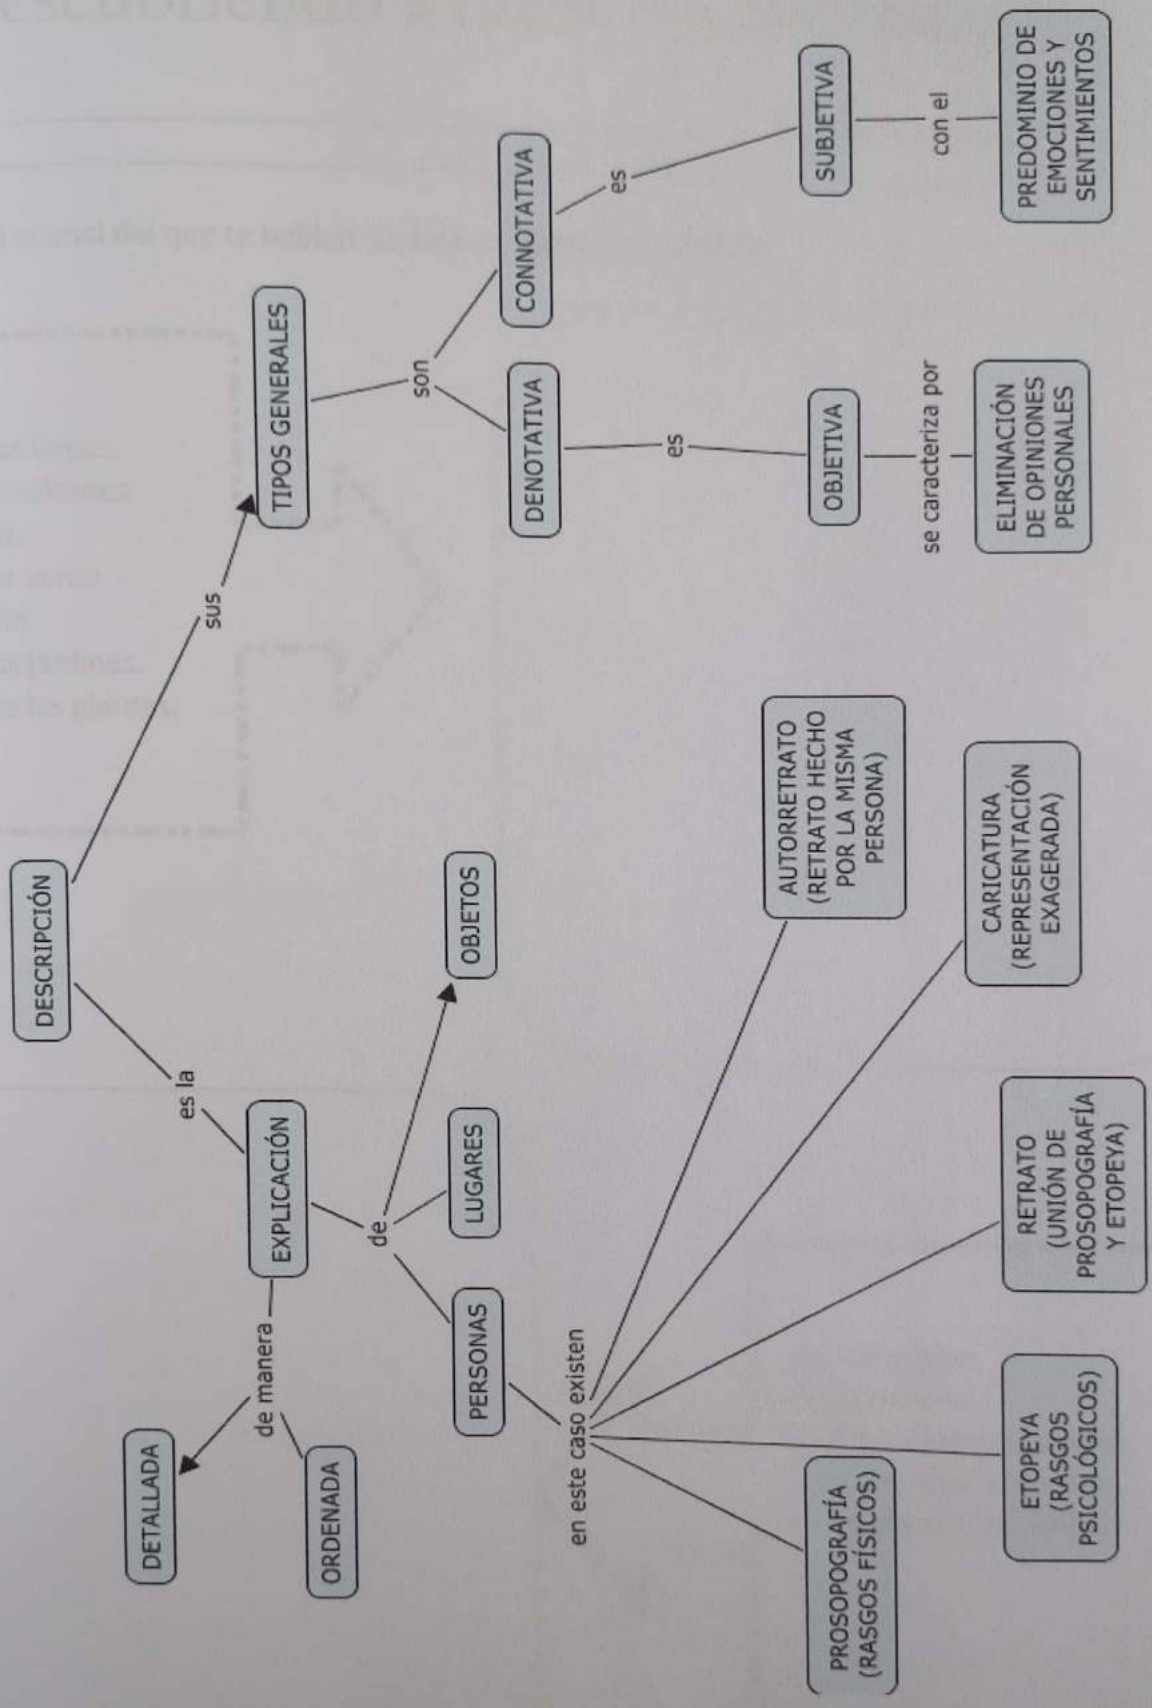 DESCRIPCIÓN
es la
sus
EXPLICACIÓN
de manera
DETALLADA
ORDENADA
de
PERSONAS
LUGARES
OBJETOS
en este caso existen
PROSOPOGRAFÍA
(RASGOS FÍSICOS)
ETOPEYA
(RASGOS
PSICOLÓGICOS)
RETRATO
(UNIÓN DE
PROSOPOGRAFÍA
Y ETOPEYA)
CARICATURA
(REPRESENTACIÓN
EXAGERADA)
AUTORRETRATO
(RETRATO HECHO
POR LA MISMA
PERSONA)
TIPOS GENERALES
son
DENOTATIVA
es
OBJETIVA
se caracteriza por
ELIMINACIÓN
DE OPINIONES
PERSONALES
CONNOTATIVA
es
SUBJETIVA
con el
PREDOMINIO DE
EMOCIONES Y
SENTIMIENTOS